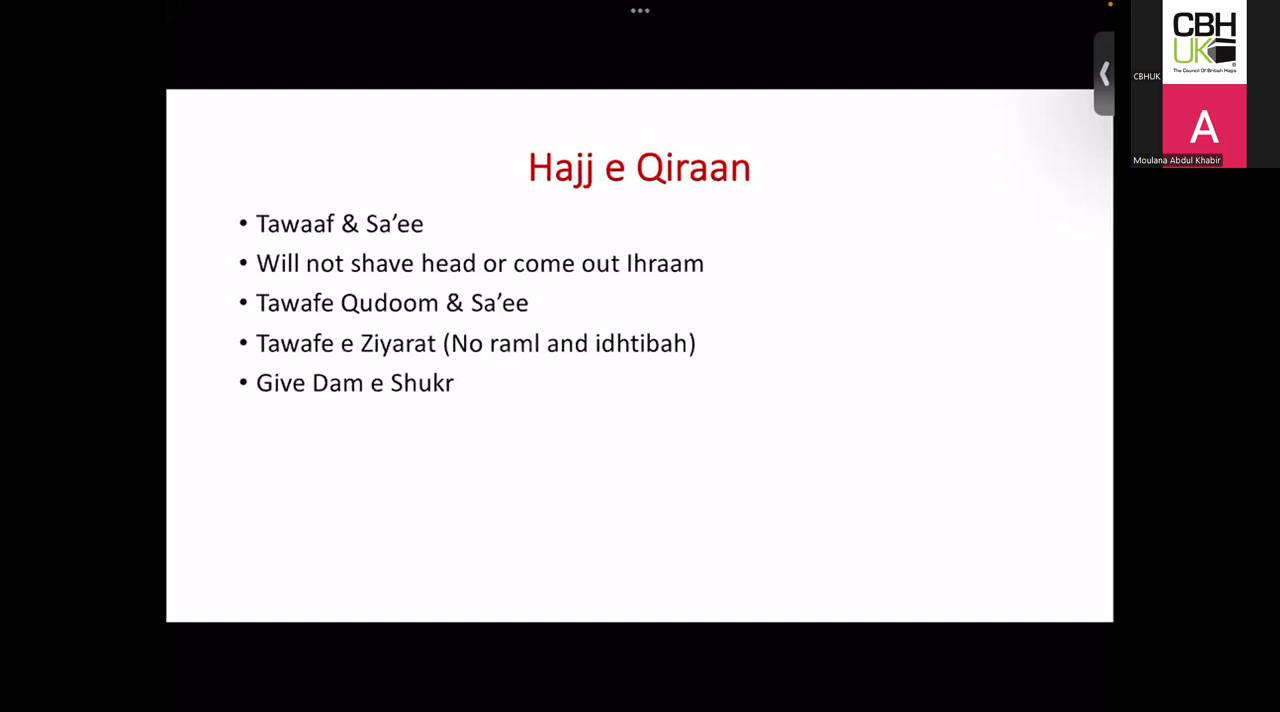 Hajj e Qiraan
• Tawaaf & Sa’ee
• Will not shave head or come out Ihraam
• Tawafe Qudoom & Sa’ee
• Tawafe e Ziyarat (No raml and idhtibah)
• Give Dam e Shukr
CBH
UK
The Council Of British Hajjis
CBHUK
A
Moulana Abdul Khabir